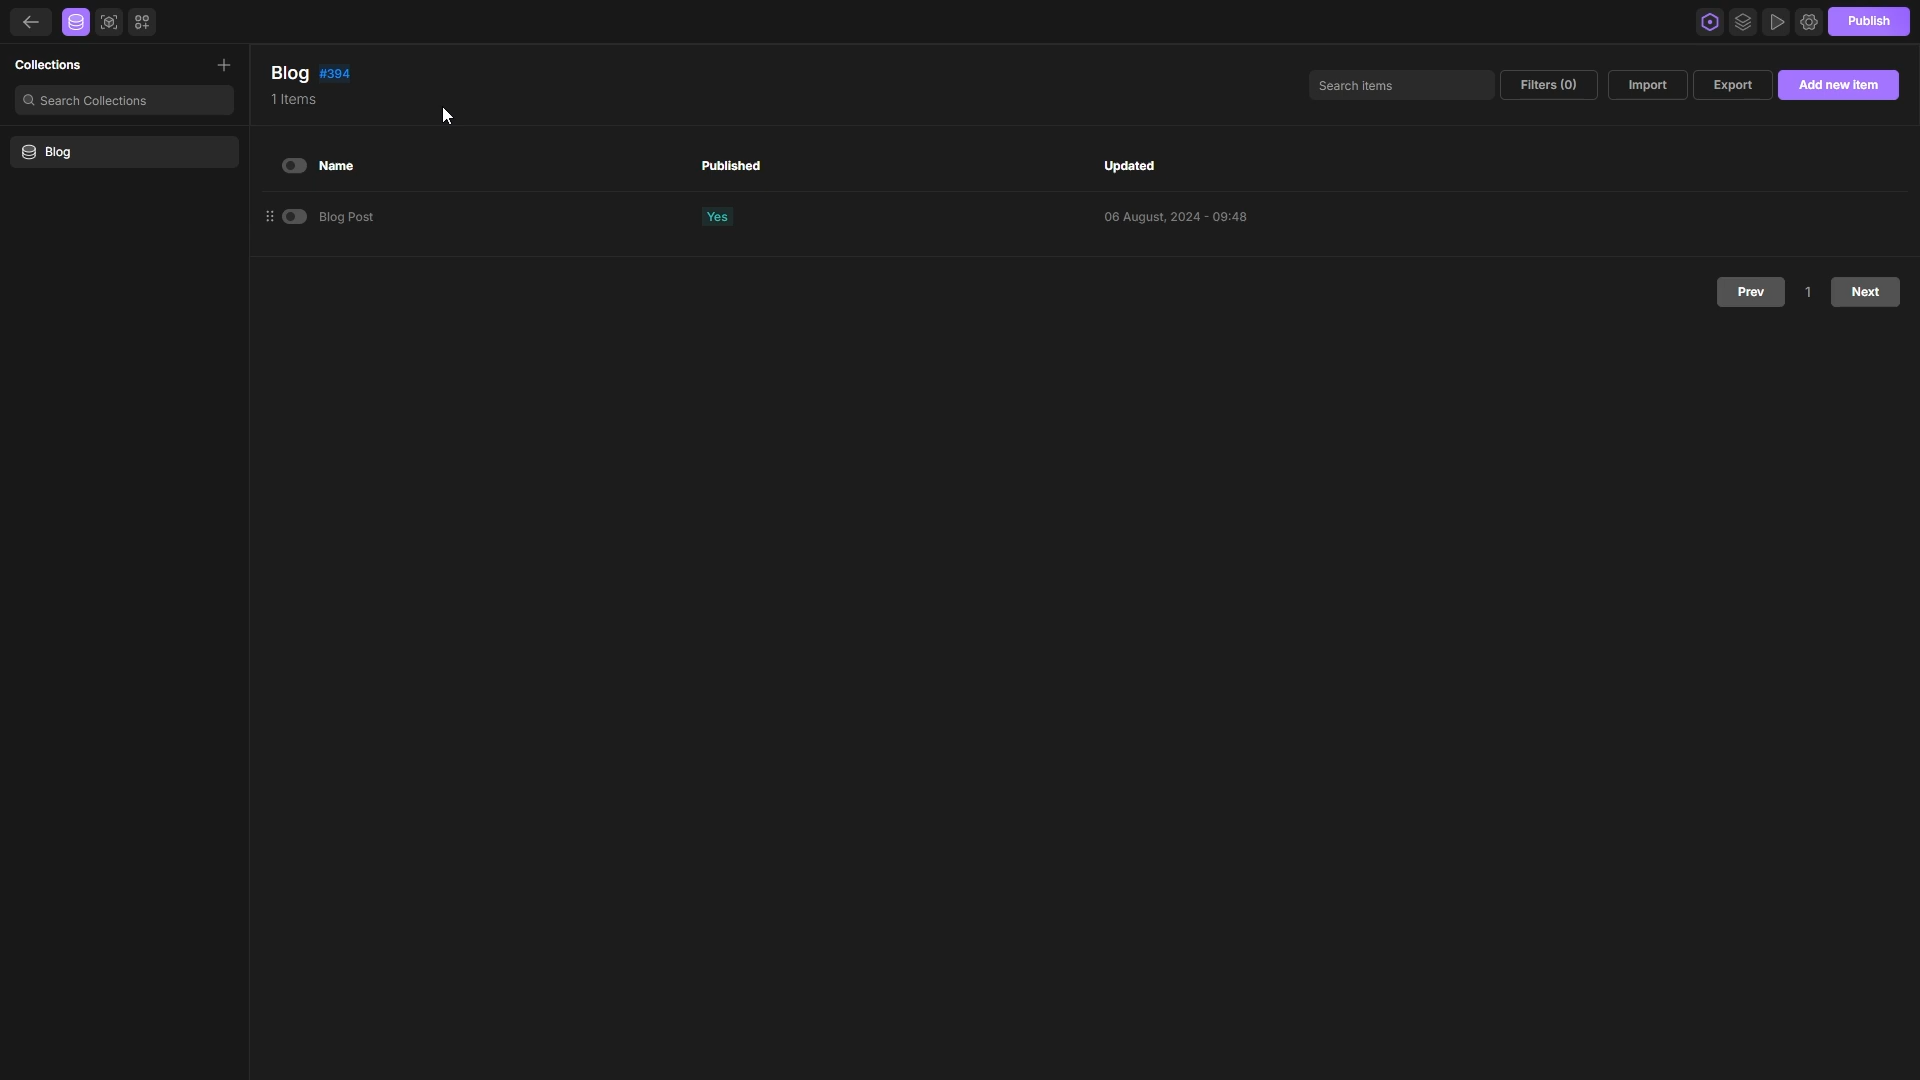 Publish
Collections
Search Collections
Blog
Blog #394
1 Items
Search items
Filters (0)
Import
Export
Add new item
Name Published Updated
Blog Post Yes 06 August, 2024 - 09:48
Prev 1 Next